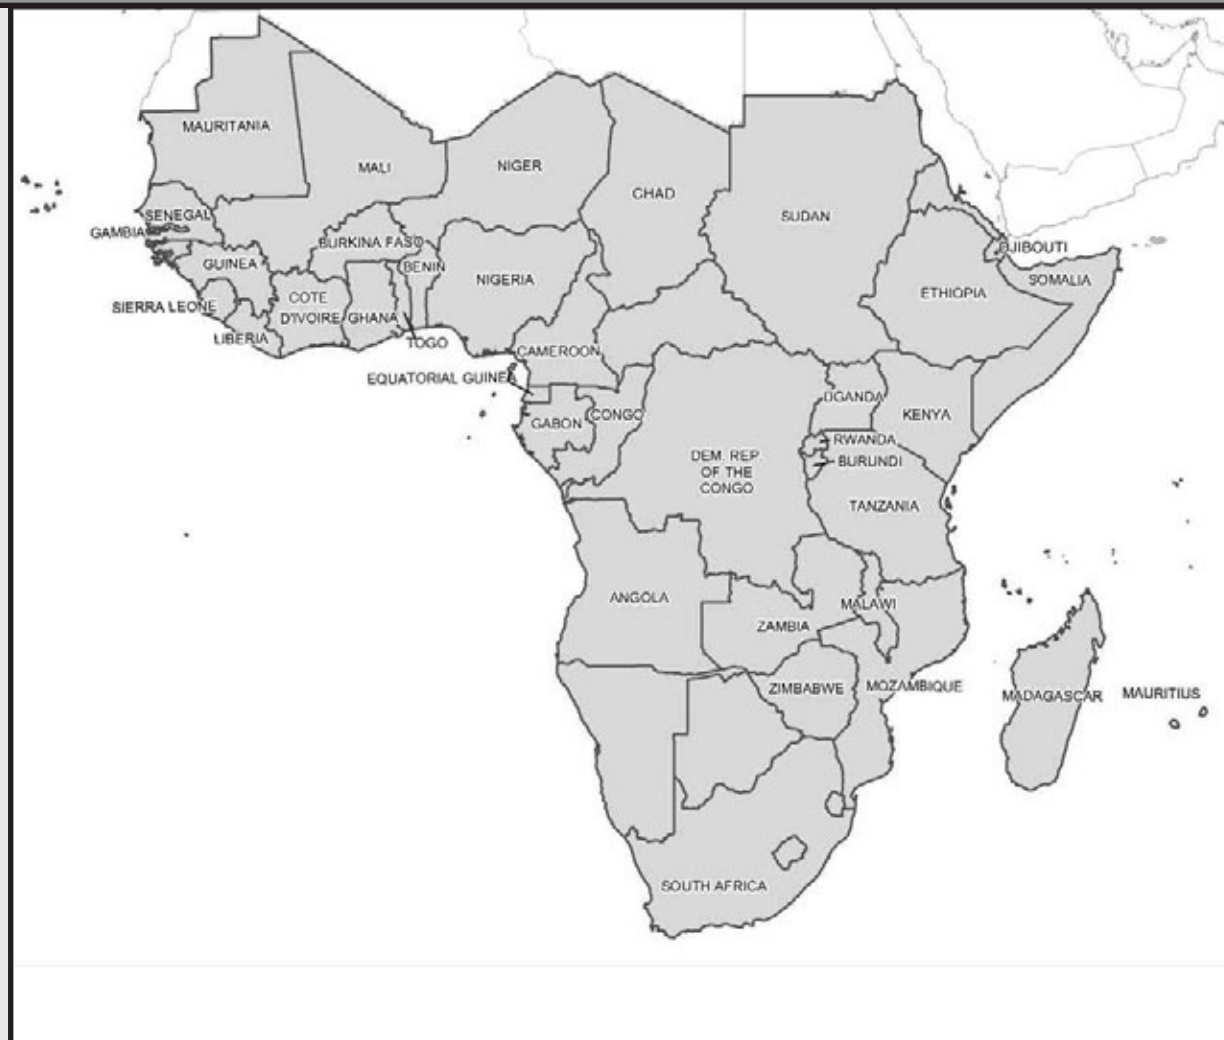 MAURITANIA
MALI
NIGER
CHAD
SUDAN
SENEGAL
GAMBIA
BURKINA FASO
DJIBOUTI
GUINEA
BENIN
NIGERIA
ETHIOPIA
SOMALIA
SIERRA LEONE
COTE
D'IVOIRE
GHANA
LIBERIA
TOGO
CAMEROON
EQUATORIAL GUINEA
UGANDA
GABON
CONGO
KENYA
RWANDA
DEM. REP.
OF THE
CONGO
BURUNDI
TANZANIA
ANGOLA
MALAWI
ZAMBIA
ZIMBABWE
MOZAMBIQUE
MADAGASCAR
MAURITIUS
SOUTH AFRICA